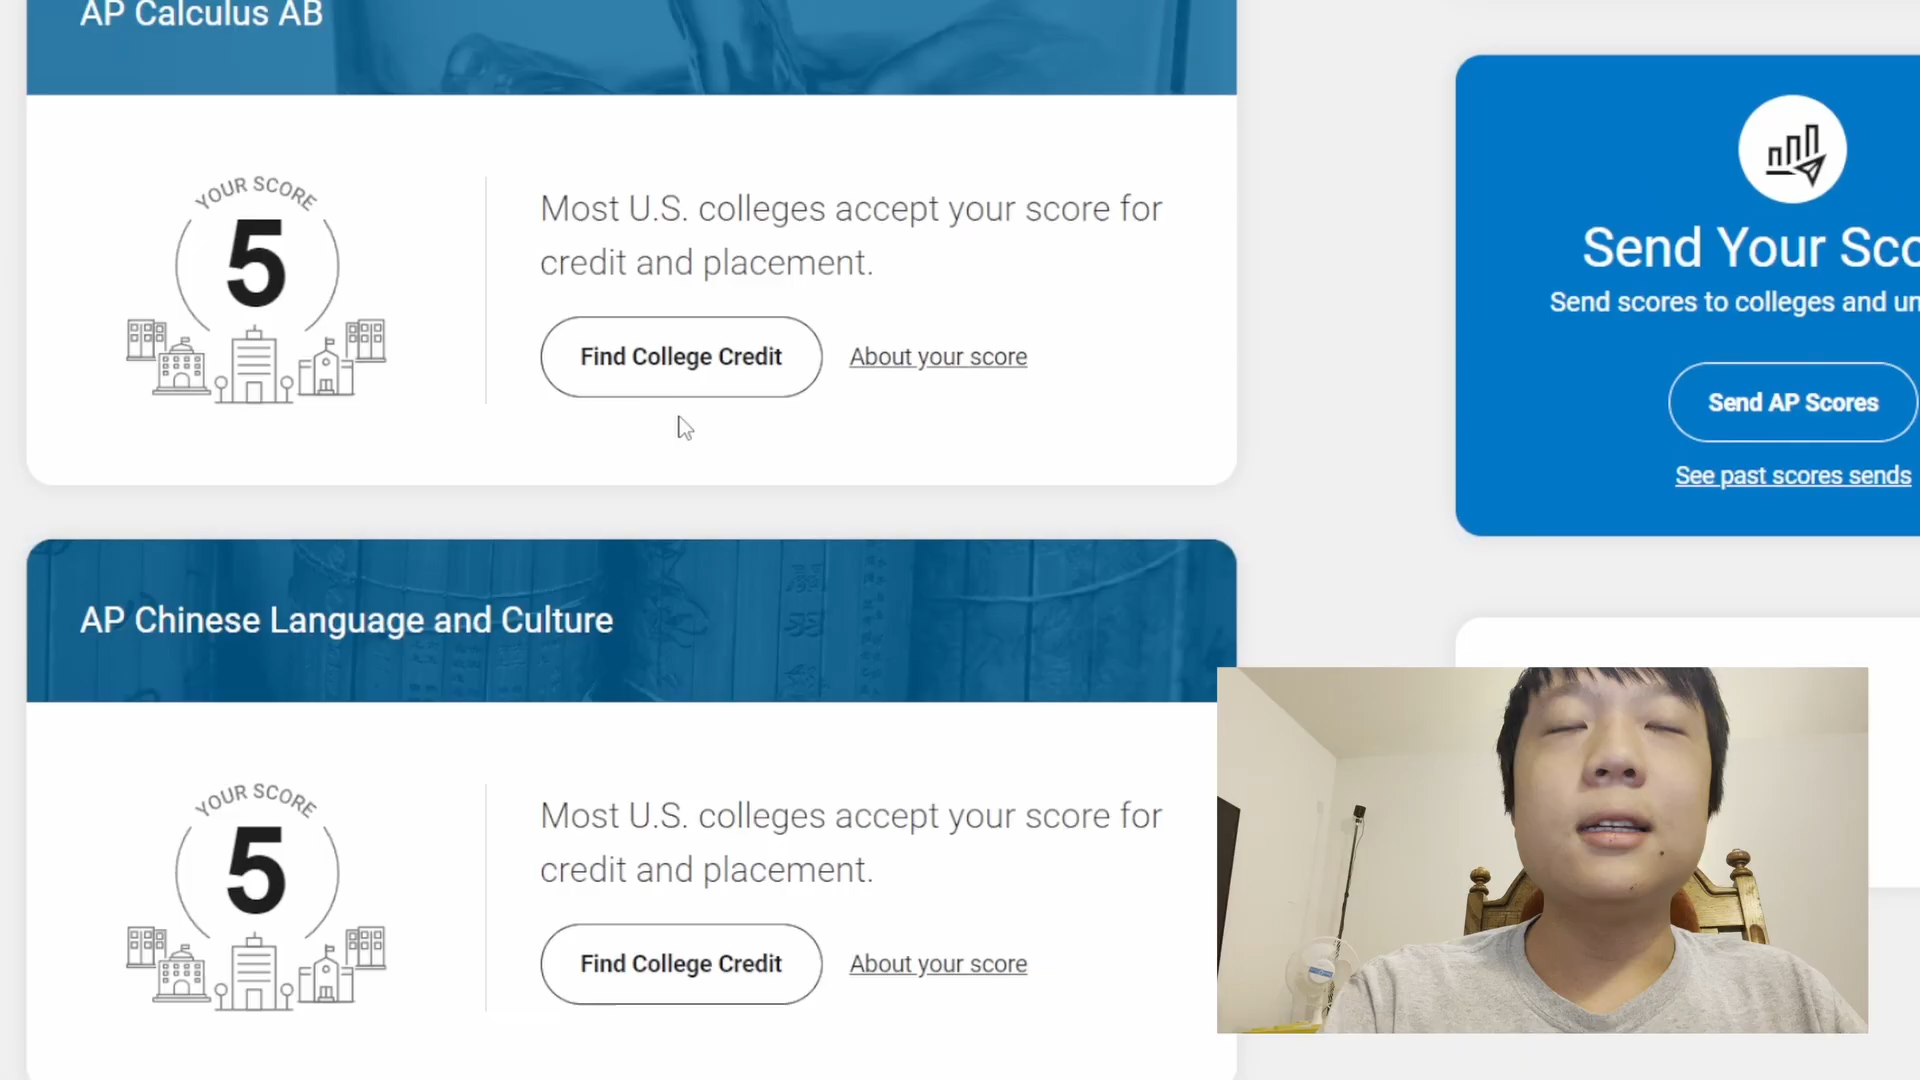 AP Calculus AB
YOUR SCORE
5
Most U.S. colleges accept your score for
credit and placement.
Find College Credit
About your score
Send Your Sco
Send scores to colleges and un
Send AP Scores
See past scores sends
AP Chinese Language and Culture
YOUR SCORE
5
Most U.S. colleges accept your score for
credit and placement.
Find College Credit
About your score